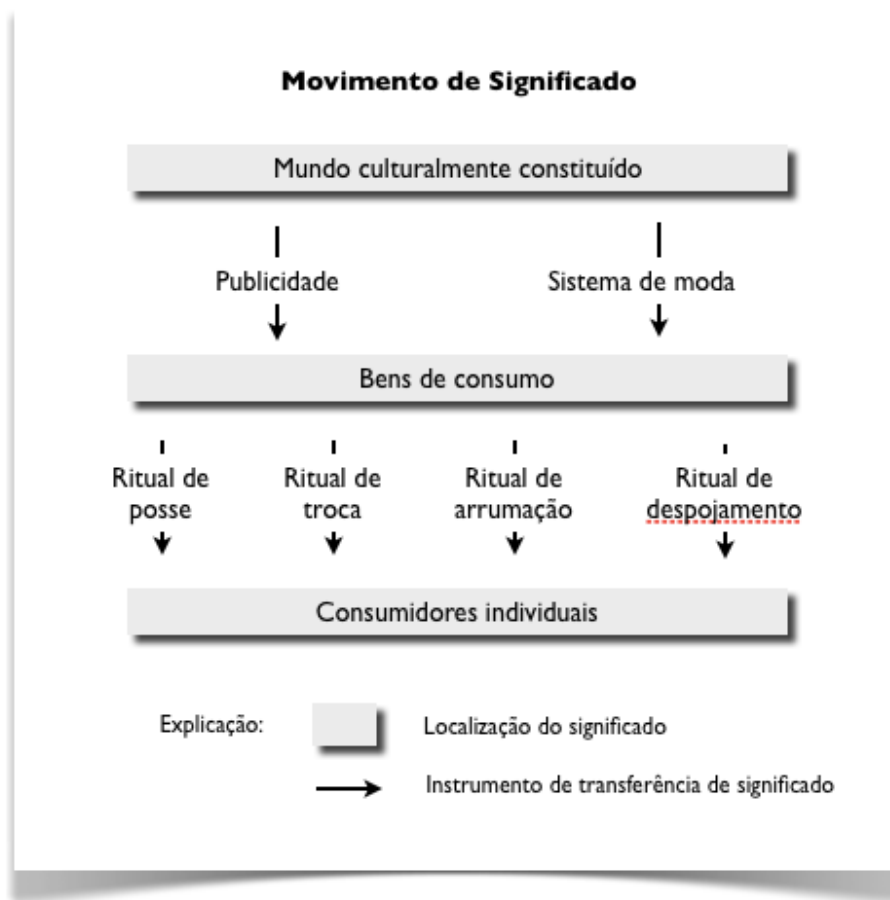 Movimento de Significado
Mundo culturalmente constituído
Publicidade Sistema de moda
Bens de consumo
Ritual de Ritual de Ritual de Ritual de
posse troca arrumação despojamento
Consumidores individuais
Explicação: Localização do significado
Instrumento de transferência de significado